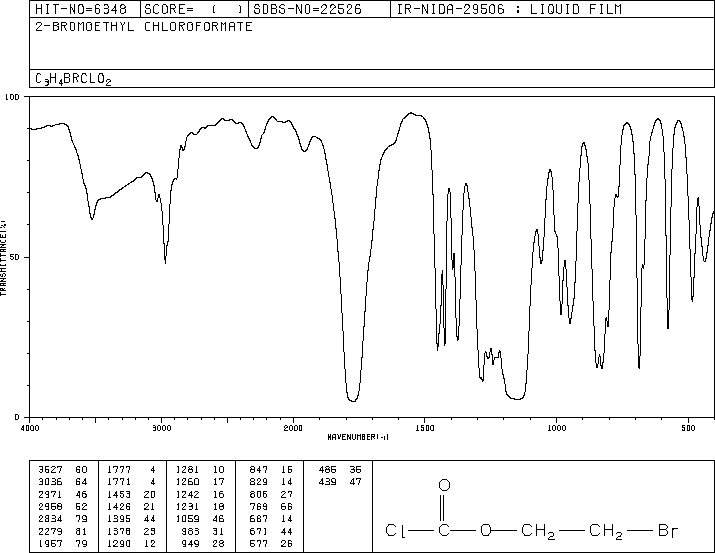 HIT-NO=6348 SCORE= ( ) SDBS-NO=22526 IR-NIDA-29506 : LIQUID FILM
2-BROMOETHYL CHLOROFORMATE
C3H4BRCLO2
100
50
0
TRANSMITTANCE(%)
4000 3000 2000 1500 1000 500
WAVENUMBER(-1)
3527 60 1777 4 1281 10 847 15 486 35
3036 64 1771 4 1260 17 829 14 439 47
2971 46 1453 20 1242 16 806 27
2958 52 1426 21 1231 18 769 66
2834 79 1395 44 1059 46 687 14
2279 81 1378 23 983 31 671 44
1957 79 1290 12 949 28 577 26
O
Cl C O CH2 CH2 Br